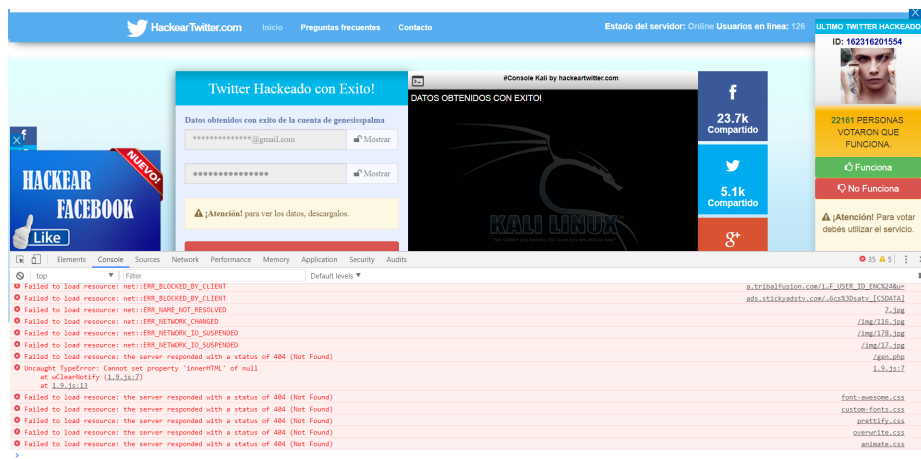 HackearTwitter.com Inicio Preguntas frecuentes Contacto Estado del servidor: Online Usuarios en linea: 126
ULTIMO TWITTER HACKEADO
ID: 162316201554
Twitter Hackeado con Exito!
Datos obtenidos con exito de la cuenta de genesisspalma
**************@gmail.com Mostrar
●●●●●●●●●●●●●●● Mostrar
¡Atención! para ver los datos, descargalos.
#Console Kali by hackeartwitter.com
DATOS OBTENIDOS CON EXITO!
KALI LINUX
23.7k
Compartido
5.1k
Compartido
g+
22161 PERSONAS
VOTARON QUE
FUNCIONA.
Funciona
No Funciona
¡Atención! Para votar
debés utilizar el servicio.
NUEVO!
HACKEAR
FACEBOOK
Like
Elements Console Sources Network Performance Memory Application Security Audits 35 5
top Filter Default levels
Failed to load resource: net::ERR_BLOCKED_BY_CLIENT a.tribalfusion.com/i…F_USER_ID_ENC%24&u=
Failed to load resource: net::ERR_BLOCKED_BY_CLIENT ads.stickyadstv.com/…6cs%3Dsatv_[CSDATA]
Failed to load resource: net::ERR_NAME_NOT_RESOLVED 7.jpg
Failed to load resource: net::ERR_NETWORK_CHANGED /img/116.jpg
Failed to load resource: net::ERR_NETWORK_IO_SUSPENDED /img/178.jpg
Failed to load resource: net::ERR_NETWORK_IO_SUSPENDED /img/17.jpg
Failed to load resource: the server responded with a status of 404 (Not Found) /gen.php
Uncaught TypeError: Cannot set property 'innerHTML' of null 1.9.js:7
at wClearNotify (1.9.js:7)
at 1.9.js:13
Failed to load resource: the server responded with a status of 404 (Not Found) font-awesome.css
Failed to load resource: the server responded with a status of 404 (Not Found) custom-fonts.css
Failed to load resource: the server responded with a status of 404 (Not Found) prettify.css
Failed to load resource: the server responded with a status of 404 (Not Found) overwrite.css
Failed to load resource: the server responded with a status of 404 (Not Found) animate.css